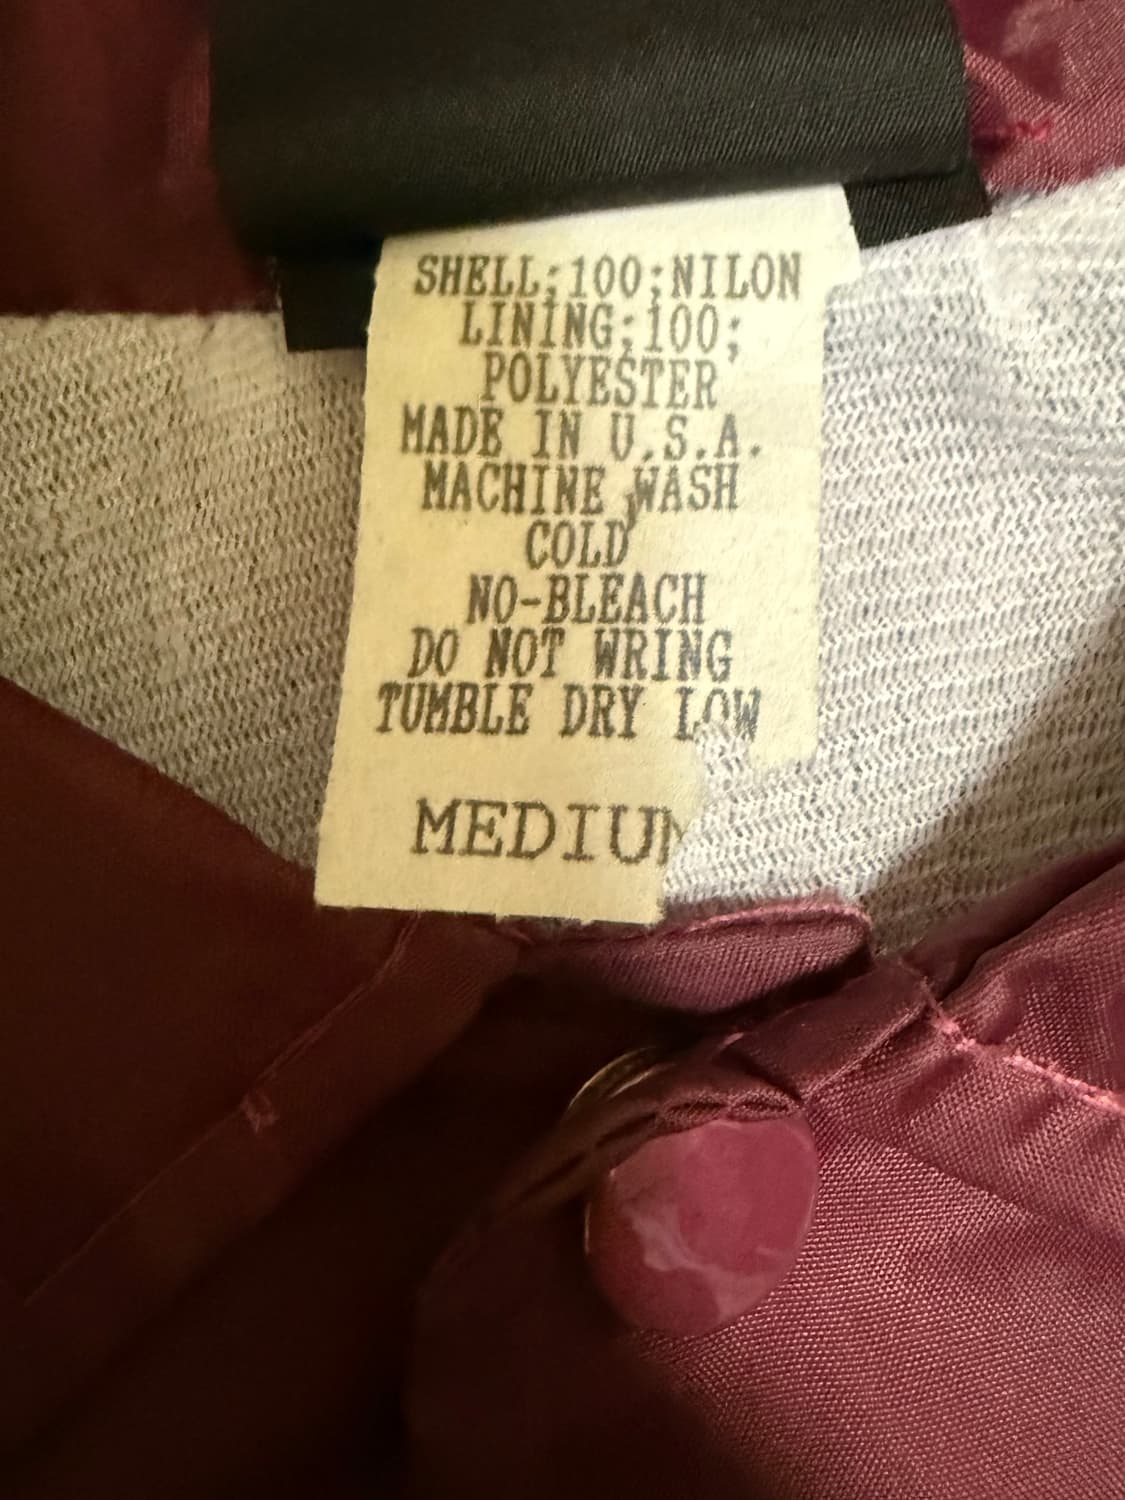 SHELL;100;NILON
LINING;100;
POLYESTER
MADE IN U.S.A.
MACHINE WASH
COLD
NO-BLEACH
DO NOT WRING
TUMBLE DRY LOW
MEDIUM